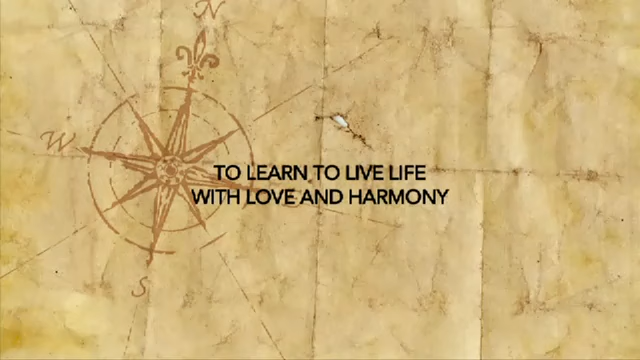 N
W
TO LEARN TO LIVE LIFE
WITH LOVE AND HARMONY
S